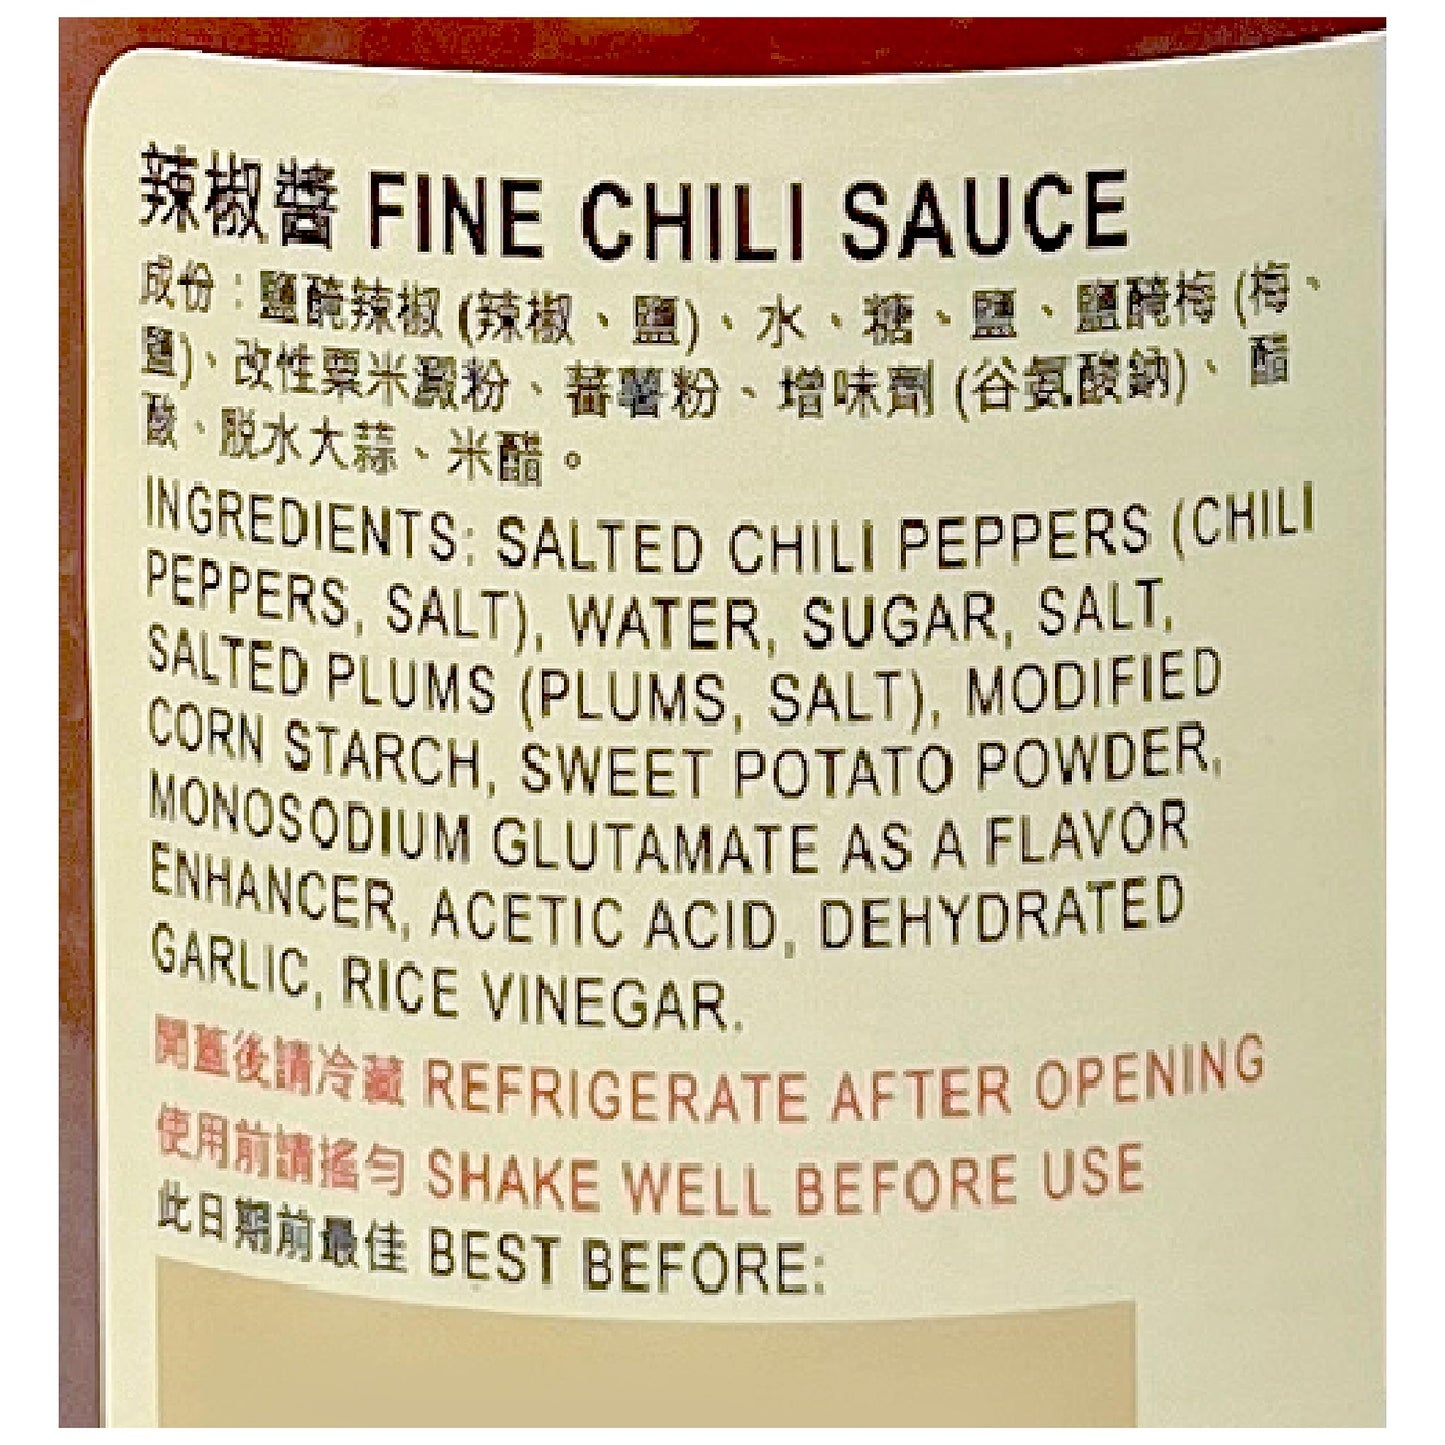 辣椒醬 FINE CHILI SAUCE
成份：鹽醃辣椒 (辣椒、鹽)、水、糖、鹽、鹽醃梅 (梅、
鹽)、改性粟米澱粉、蕃薯粉、增味劑 (谷氨酸鈉)、醋
酸、脱水大蒜、米醋。
INGREDIENTS: SALTED CHILI PEPPERS (CHILI
PEPPERS, SALT), WATER, SUGAR, SALT,
SALTED PLUMS (PLUMS, SALT), MODIFIED
CORN STARCH, SWEET POTATO POWDER,
MONOSODIUM GLUTAMATE AS A FLAVOR
ENHANCER, ACETIC ACID, DEHYDRATED
GARLIC, RICE VINEGAR.
開蓋後請冷藏 REFRIGERATE AFTER OPENING
使用前請搖勻 SHAKE WELL BEFORE USE
此日期前最佳 BEST BEFORE: